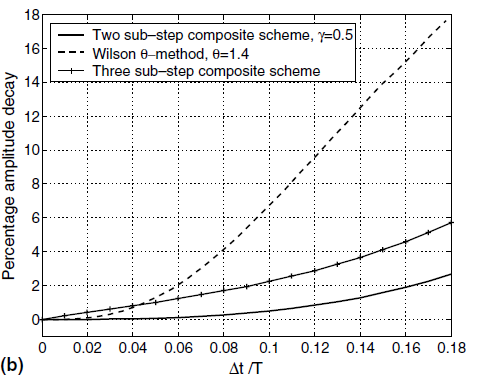 18
16
14
12
10
8
6
4
2
0
Percentage amplitude decay
Two sub–step composite scheme, γ=0.5
Wilson θ–method, θ=1.4
Three sub–step composite scheme
0 0.02 0.04 0.06 0.08 0.1 0.12 0.14 0.16 0.18
(b)
Δt /T